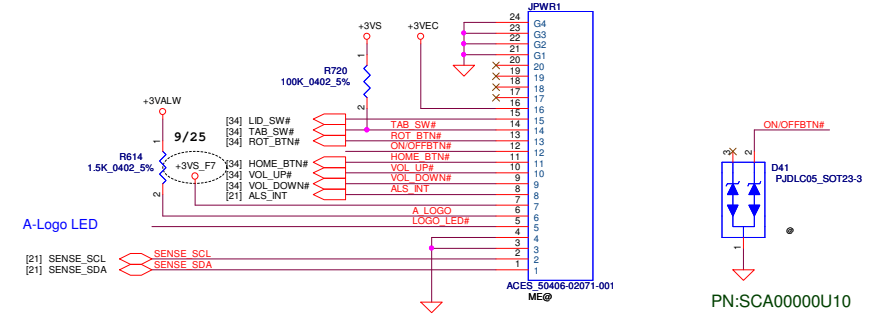 JPWR1
+3VS
+3VEC
24
G4
23
G3
22
G2
21
G1
20
20
19
19
18
18
17
17
16
16
15
15
14
14
13
13
12
12
11
11
10
10
9
9
8
8
7
7
6
6
5
5
4
4
3
3
2
2
1
1
1
R720
100K_0402_5%
2
+3VALW
9/25
1
R614
1.5K_0402_5%
2
+3VS_F7
[34] LID_SW#
[34] TAB_SW#
[34] ROT_BTN#
TAB_SW#
ROT_BTN#
ON/OFFBTN#
[34] HOME_BTN#
[34] VOL_UP#
[34] VOL_DOWN#
[21] ALS_INT
HOME_BTN#
VOL_UP#
VOL_DOWN#
ALS_INT
A_LOGO
LOGO_LED#
A-Logo LED
[21] SENSE_SCL
[21] SENSE_SDA
SENSE_SCL
SENSE_SDA
ACES_50406-02071-001
ME@
ON/OFFBTN#
3
2
D41
PJDLC05_SOT23-3
@
1
PN:SCA00000U10